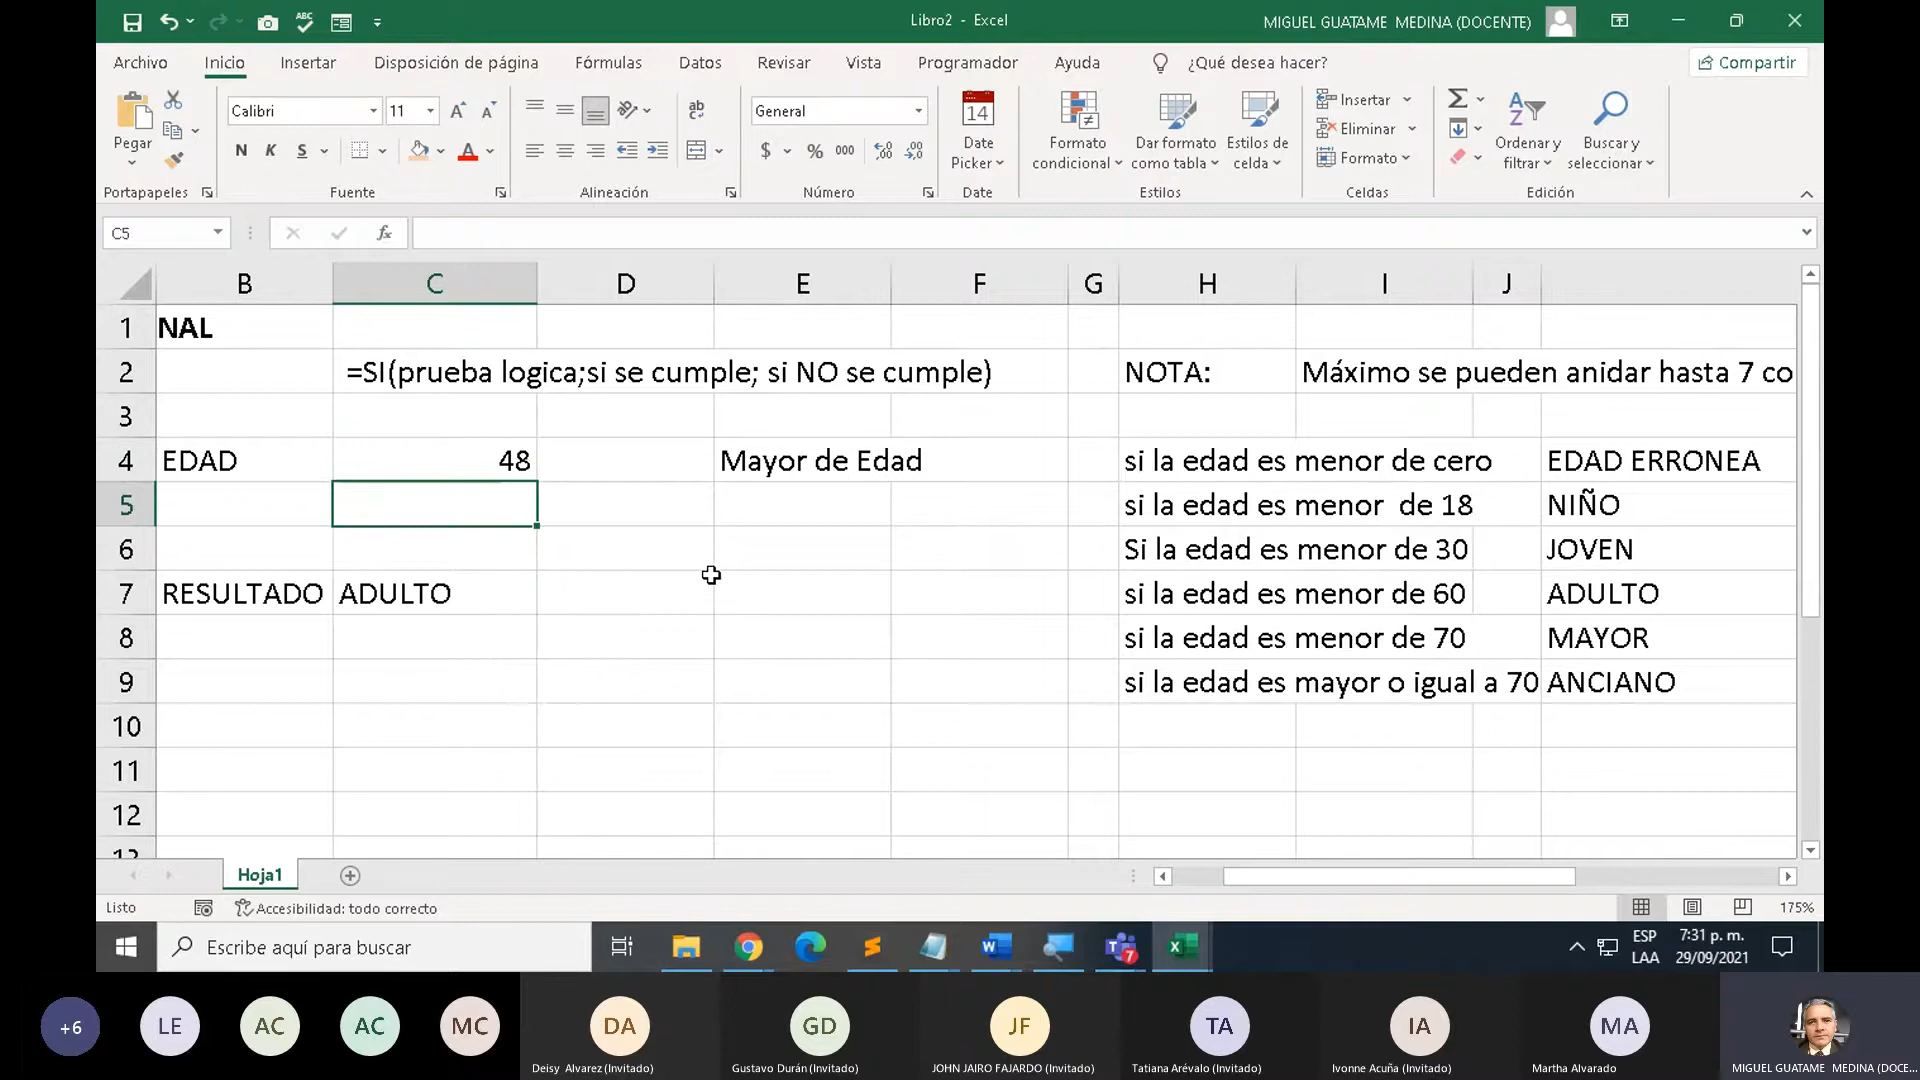 Libro2 - Excel
MIGUEL GUATAME MEDINA (DOCENTE)
Archivo Inicio Insertar Disposición de página Fórmulas Datos Revisar Vista Programador Ayuda ¿Qué desea hacer? Compartir
Pegar
Portapapeles
Calibri 11
N K S
Fuente
Alineación
General
$ % 000
Número
14
Date Picker
Date
Formato condicional
Dar formato como tabla
Estilos de celda
Estilos
Insertar
Eliminar
Formato
Celdas
Ordenar y filtrar
Buscar y seleccionar
Edición
C5 fx
B C D E F G H I J
1 NAL
2 =SI(prueba logica;si se cumple; si NO se cumple) NOTA: Máximo se pueden anidar hasta 7 co
3
4 EDAD 48 Mayor de Edad si la edad es menor de cero EDAD ERRONEA
5 si la edad es menor de 18 NIÑO
6 Si la edad es menor de 30 JOVEN
7 RESULTADO ADULTO si la edad es menor de 60 ADULTO
8 si la edad es menor de 70 MAYOR
9 si la edad es mayor o igual a 70 ANCIANO
10
11
12
13
Hoja1
Listo Accesibilidad: todo correcto 175%
Escribe aquí para buscar
7
ESP LAA
7:31 p. m.
29/09/2021
+6 LE AC AC MC DA GD JF TA IA MA
Deisy Alvarez (Invitado) Gustavo Durán (Invitado) JOHN JAIRO FAJARDO (Invitado) Tatiana Arévalo (Invitado) Ivonne Acuña (Invitado) Martha Alvarado MIGUEL GUATAME MEDINA (DOCE...